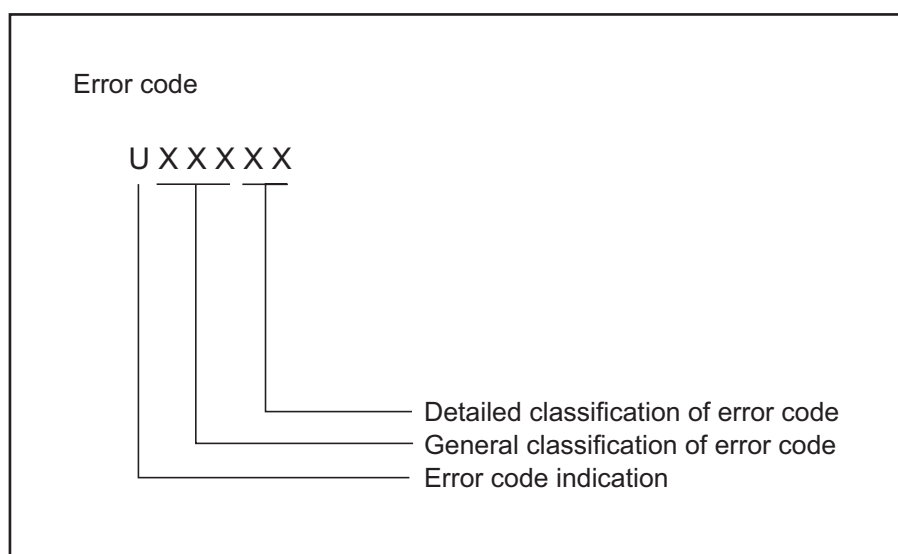 Error code
U X X X X X
Detailed classification of error code
General classification of error code
Error code indication